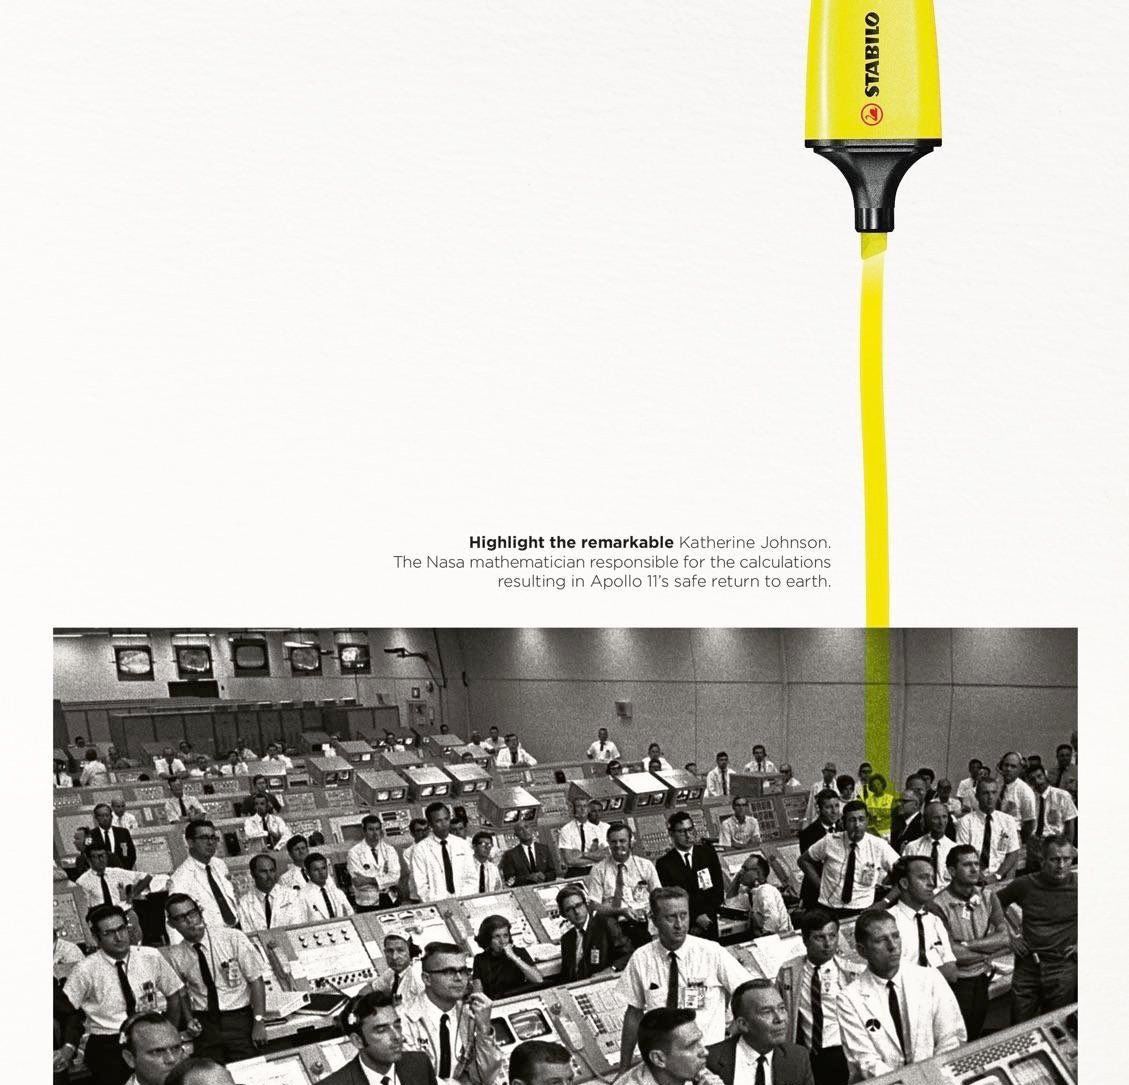 STABILO
Highlight the remarkable Katherine Johnson.
The Nasa mathematician responsible for the calculations
resulting in Apollo 11's safe return to earth.